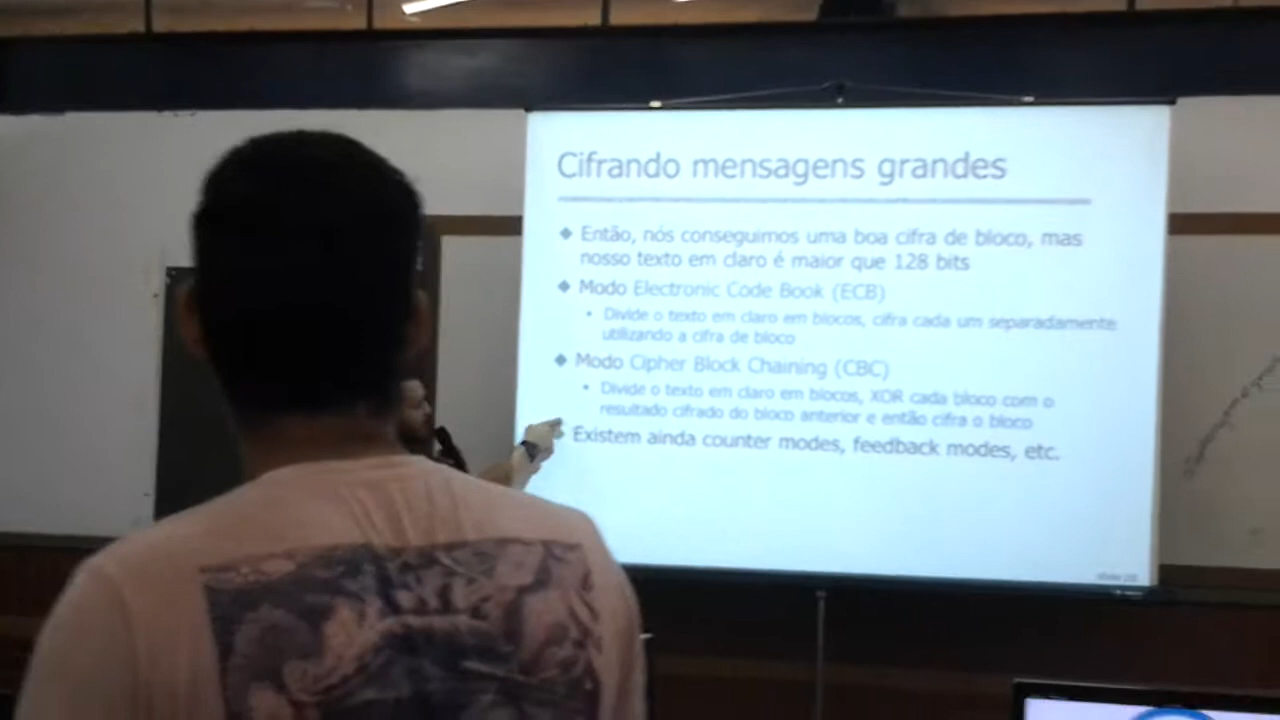 Cifrando mensagens grandes
Então, nós conseguimos uma boa cifra de bloco, mas
nosso texto em claro é maior que 128 bits
Modo Electronic Code Book (ECB)
Divide o texto em claro em blocos, cifra cada um separadamente
utilizando a cifra de bloco
Modo Cipher Block Chaining (CBC)
Divide o texto em claro em blocos, XOR cada bloco com o
resultado cifrado do bloco anterior e então cifra o bloco
Existem ainda counter modes, feedback modes, etc.